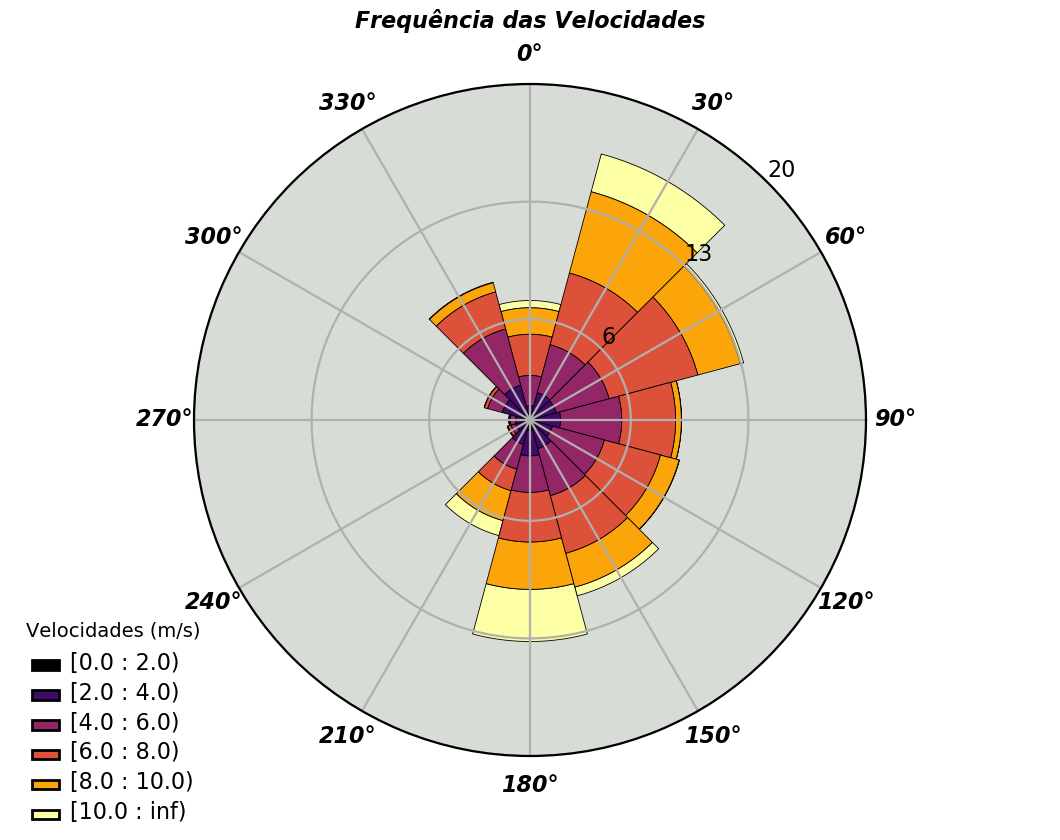 Frequência das Velocidades
0°
330°
30°
20
300°
60°
13
6
270°
90°
240°
120°
210°
150°
180°
Velocidades (m/s)
[0.0 : 2.0)
[2.0 : 4.0)
[4.0 : 6.0)
[6.0 : 8.0)
[8.0 : 10.0)
[10.0 : inf)